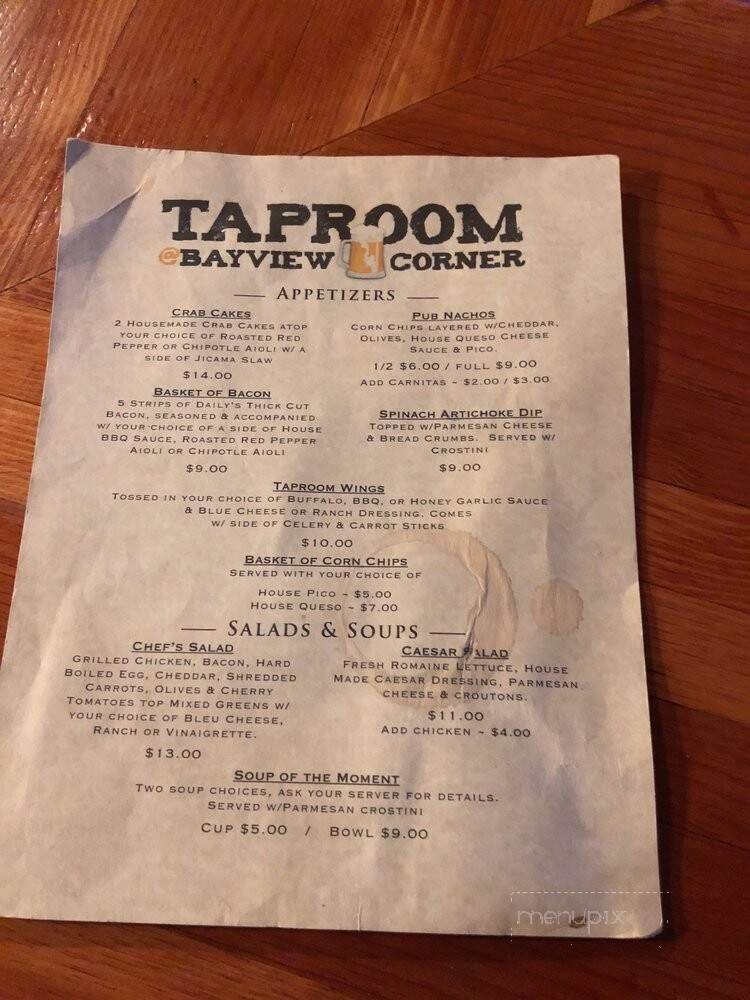 TAPROOM
@BAYVIEW CORNER
APPETIZERS
CRAB CAKES
2 HOUSEMADE CRAB CAKES ATOP
YOUR CHOICE OF ROASTED RED
PEPPER OR CHIPOTLE AIOLI W/ A
SIDE OF JICAMA SLAW
$14.00
PUB NACHOS
CORN CHIPS LAYERED W/CHEDDAR,
OLIVES, HOUSE QUESO CHEESE
SAUCE & PICO.
1/2 $6.00 / FULL $9.00
ADD CARNITAS ~ $2.00 / $3.00
BASKET OF BACON
5 STRIPS OF DAILY'S THICK CUT
BACON, SEASONED & ACCOMPANIED
W/ YOUR CHOICE OF A SIDE OF HOUSE
BBQ SAUCE, ROASTED RED PEPPER
AIOLI OR CHIPOTLE AIOLI
$9.00
SPINACH ARTICHOKE DIP
TOPPED W/PARMESAN CHEESE
& BREAD CRUMBS. SERVED W/
CROSTINI
$9.00
TAPROOM WINGS
TOSSED IN YOUR CHOICE OF BUFFALO, BBQ, OR HONEY GARLIC SAUCE
& BLUE CHEESE OR RANCH DRESSING. COMES
W/ SIDE OF CELERY & CARROT STICKS
$10.00
BASKET OF CORN CHIPS
SERVED WITH YOUR CHOICE OF
HOUSE PICO ~ $5.00
HOUSE QUESO ~ $7.00
SALADS & SOUPS
CHEF'S SALAD
GRILLED CHICKEN, BACON, HARD
BOILED EGG, CHEDDAR, SHREDDED
CARROTS, OLIVES & CHERRY
TOMATOES TOP MIXED GREENS W/
YOUR CHOICE OF BLEU CHEESE,
RANCH OR VINAIGRETTE.
$13.00
CAESAR SALAD
FRESH ROMAINE LETTUCE, HOUSE
MADE CAESAR DRESSING, PARMESAN
CHEESE & CROUTONS.
$11.00
ADD CHICKEN ~ $4.00
SOUP OF THE MOMENT
TWO SOUP CHOICES, ASK YOUR SERVER FOR DETAILS.
SERVED W/PARMESAN CROSTINI
CUP $5.00 / BOWL $9.00
menupix